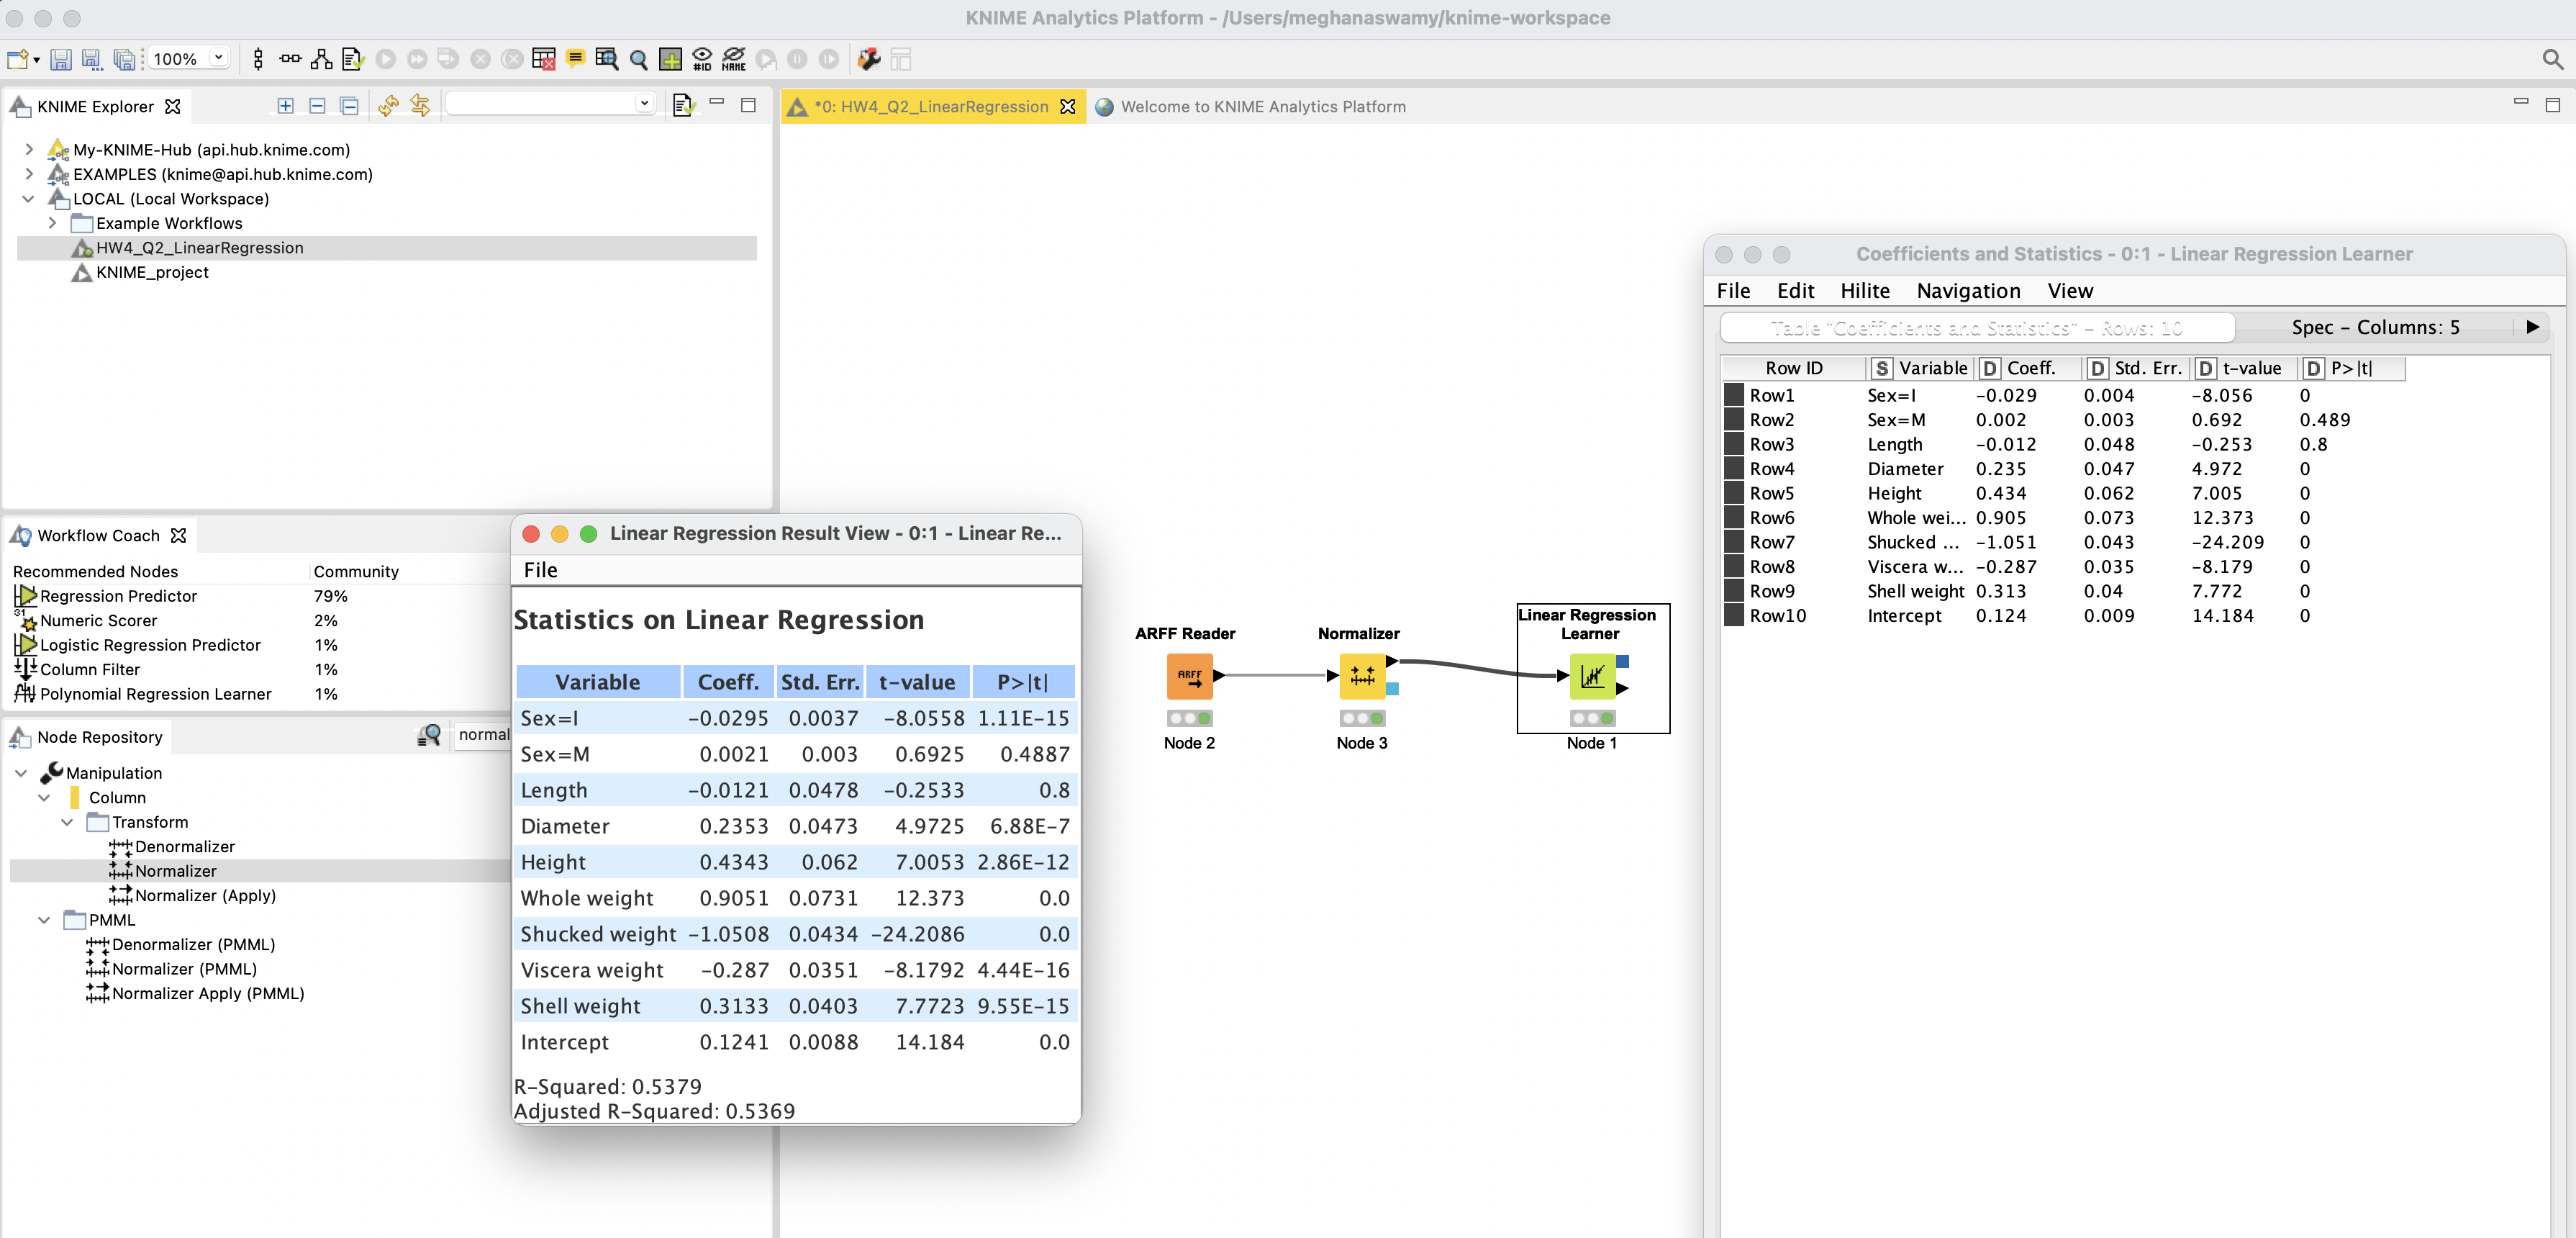 KNIME Analytics Platform - /Users/meghanaswamy/knime-workspace
100%
#ID
NAME
KNIME Explorer
My-KNIME-Hub (api.hub.knime.com)
EXAMPLES (knime@api.hub.knime.com)
LOCAL (Local Workspace)
Example Workflows
HW4_Q2_LinearRegression
KNIME_project
Workflow Coach
Recommended Nodes Community
Regression Predictor 79%
Numeric Scorer 2%
Logistic Regression Predictor 1%
Column Filter 1%
Polynomial Regression Learner 1%
Node Repository
normal
Manipulation
Column
Transform
Denormalizer
Normalizer
Normalizer (Apply)
PMML
Denormalizer (PMML)
Normalizer (PMML)
Normalizer Apply (PMML)
*0: HW4_Q2_LinearRegression
Welcome to KNIME Analytics Platform
Linear Regression Result View - 0:1 - Linear Re...
File
Statistics on Linear Regression
Variable Coeff. Std. Err. t-value P>|t|
Sex=I -0.0295 0.0037 -8.0558 1.11E-15
Sex=M 0.0021 0.003 0.6925 0.4887
Length -0.0121 0.0478 -0.2533 0.8
Diameter 0.2353 0.0473 4.9725 6.88E-7
Height 0.4343 0.062 7.0053 2.86E-12
Whole weight 0.9051 0.0731 12.373 0.0
Shucked weight -1.0508 0.0434 -24.2086 0.0
Viscera weight -0.287 0.0351 -8.1792 4.44E-16
Shell weight 0.3133 0.0403 7.7723 9.55E-15
Intercept 0.1241 0.0088 14.184 0.0
R-Squared: 0.5379
Adjusted R-Squared: 0.5369
ARFF Reader
ARFF
Node 2
Normalizer
Node 3
Linear Regression
Learner
Node 1
Coefficients and Statistics - 0:1 - Linear Regression Learner
File Edit Hilite Navigation View
Table "Coefficients and Statistics" - Rows: 10
Spec - Columns: 5
Row ID S Variable D Coeff. D Std. Err. D t-value D P>|t|
Row1 Sex=I -0.029 0.004 -8.056 0
Row2 Sex=M 0.002 0.003 0.692 0.489
Row3 Length -0.012 0.048 -0.253 0.8
Row4 Diameter 0.235 0.047 4.972 0
Row5 Height 0.434 0.062 7.005 0
Row6 Whole wei... 0.905 0.073 12.373 0
Row7 Shucked ... -1.051 0.043 -24.209 0
Row8 Viscera w... -0.287 0.035 -8.179 0
Row9 Shell weight 0.313 0.04 7.772 0
Row10 Intercept 0.124 0.009 14.184 0